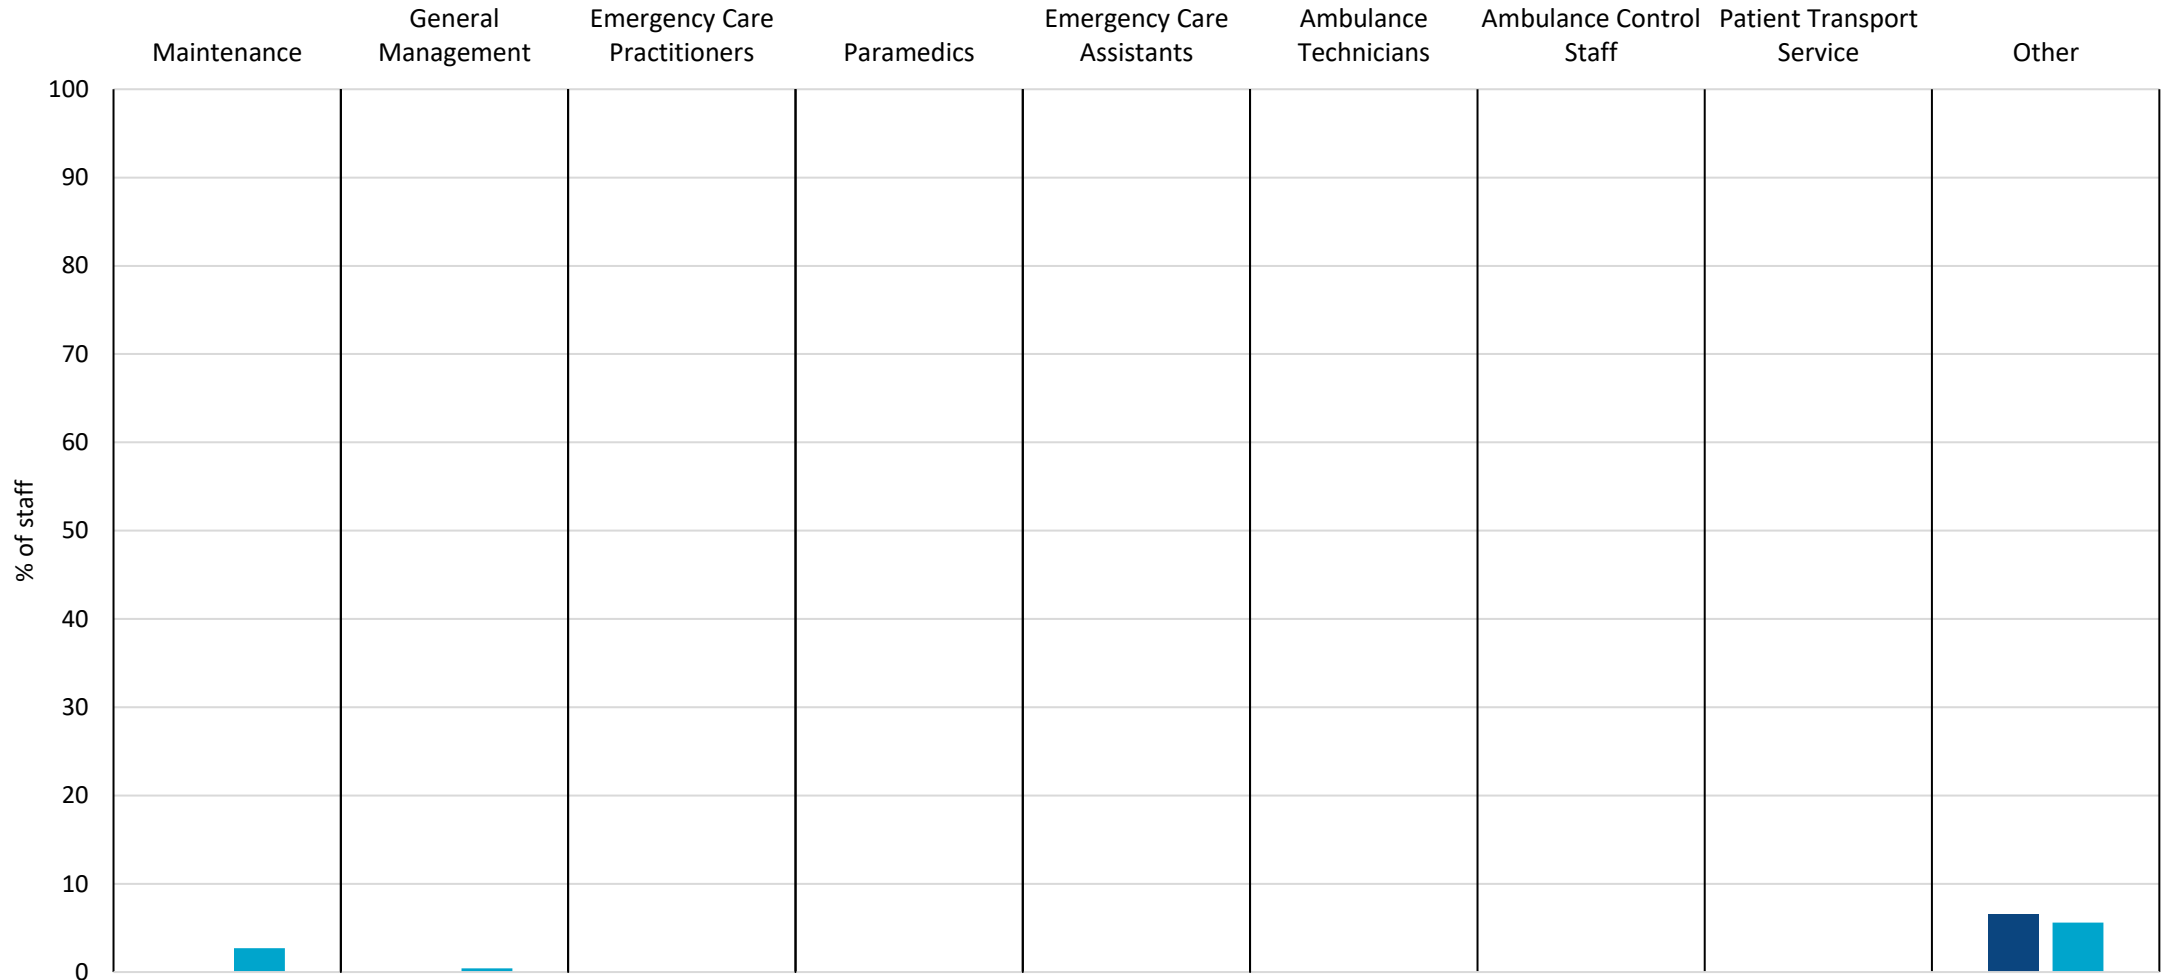 General
Emergency Care
Emergency Care
Ambulance
Ambulance Control
Patient Transport
Maintenance
Management
Practitioners
Paramedics
Assistants
Technicians
Staff
Service
Other
100
90
80
70
60
50
40
30
20
10
0
% of staff